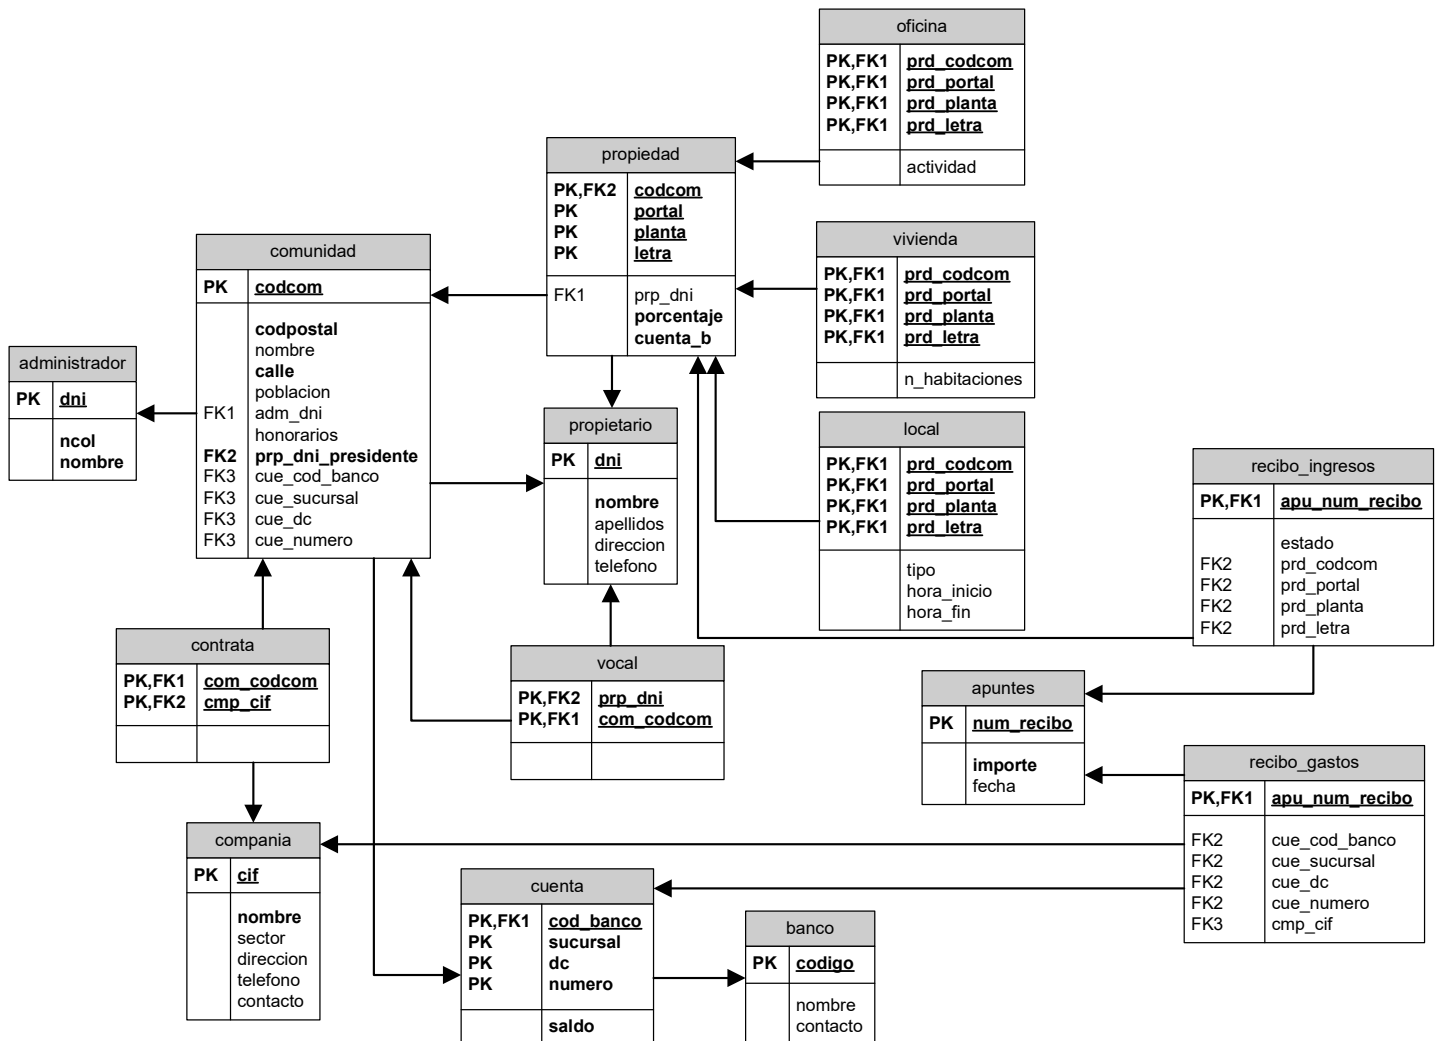 oficina
PK,FK1 prd_codcom
PK,FK1 prd_portal
PK,FK1 prd_planta
PK,FK1 prd_letra
actividad
propiedad
PK,FK2 codcom
PK portal
PK planta
PK letra
FK1 prp_dni
porcentaje
cuenta_b
vivienda
PK,FK1 prd_codcom
PK,FK1 prd_portal
PK,FK1 prd_planta
PK,FK1 prd_letra
n_habitaciones
comunidad
PK codcom
codpostal
nombre
calle
poblacion
FK1 adm_dni
honorarios
FK2 prp_dni_presidente
FK3 cue_cod_banco
FK3 cue_sucursal
FK3 cue_dc
FK3 cue_numero
administrador
PK dni
ncol
nombre
propietario
PK dni
nombre
apellidos
direccion
telefono
local
PK,FK1 prd_codcom
PK,FK1 prd_portal
PK,FK1 prd_planta
PK,FK1 prd_letra
tipo
hora_inicio
hora_fin
recibo_ingresos
PK,FK1 apu_num_recibo
estado
FK2 prd_codcom
FK2 prd_portal
FK2 prd_planta
FK2 prd_letra
contrata
PK,FK1 com_codcom
PK,FK2 cmp_cif
vocal
PK,FK2 prp_dni
PK,FK1 com_codcom
apuntes
PK num_recibo
importe
fecha
recibo_gastos
PK,FK1 apu_num_recibo
FK2 cue_cod_banco
FK2 cue_sucursal
FK2 cue_dc
FK2 cue_numero
FK3 cmp_cif
compania
PK cif
nombre
sector
direccion
telefono
contacto
cuenta
PK,FK1 cod_banco
PK sucursal
PK dc
PK numero
saldo
banco
PK codigo
nombre
contacto